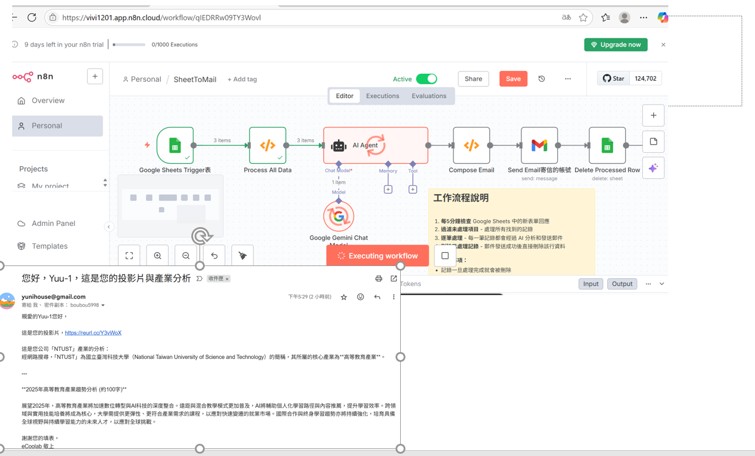 https://vivi1201.app.n8n.cloud/workflow/qIEDRRw09TY3WovI
9 days left in your n8n trial
0/1000 Executions
Upgrade now
n8n
Personal / SheetToMail + Add tag
Active
Share
Save
Star 124,702
Editor
Executions
Evaluations
Overview
Personal
Projects
My project
Admin Panel
Templates
3 items
3 items
AI Agent
Chat Model*
Memory
Tool
1 item
Model
Google Sheets Trigger表
Process All Data
Compose Email
Send Email寄信的帳號
send: message
Delete Processed Row
delete: sheet
Google Gemini Chat
Model
工作流程說明
1. 每5分鐘檢查 Google Sheets 中的新表單回應
2. 過濾未處理項目 - 處理所有找到的記錄
3. 逐筆處理 - 每一筆記錄都會經過 AI 分析和發送郵件
記錄 - 郵件發送成功後直接刪除該行資料
項：
• 記錄一旦處理完成就會被刪除
Executing workflow
Tokens
Input
Output
您好，Yuu-1，這是您的投影片與產業分析
收件匣 ×
yunihouse@gmail.com
下午5:29 (2 小時前)
親愛的Yuu-1您好，
這是您的投影片，https://reurl.cc/Y3vWoX
這是您公司「NTUST」產業的分析：
經網路搜尋，「NTUST」為國立臺灣科技大學（National Taiwan University of Science and Technology）的簡稱，其所屬的核心產業為**高等教育產業**。
---
**2025年高等教育產業趨勢分析 (約100字)**
展望2025年，高等教育產業將加速數位轉型與AI科技的深度整合。遠距與混合教學模式更加普及，AI將輔助個人化學習路徑與內容推薦，提升學習效率。跨領
域與實用技能培養將成為核心，大學需提供更彈性、更符合產業需求的課程，以應對快速變遷的就業市場。國際合作與終身學習趨勢亦將持續強化，培育具備
全球視野與持續學習能力的未來人才，以應對全球挑戰。
謝謝您的填表，
eCoolab 敬上